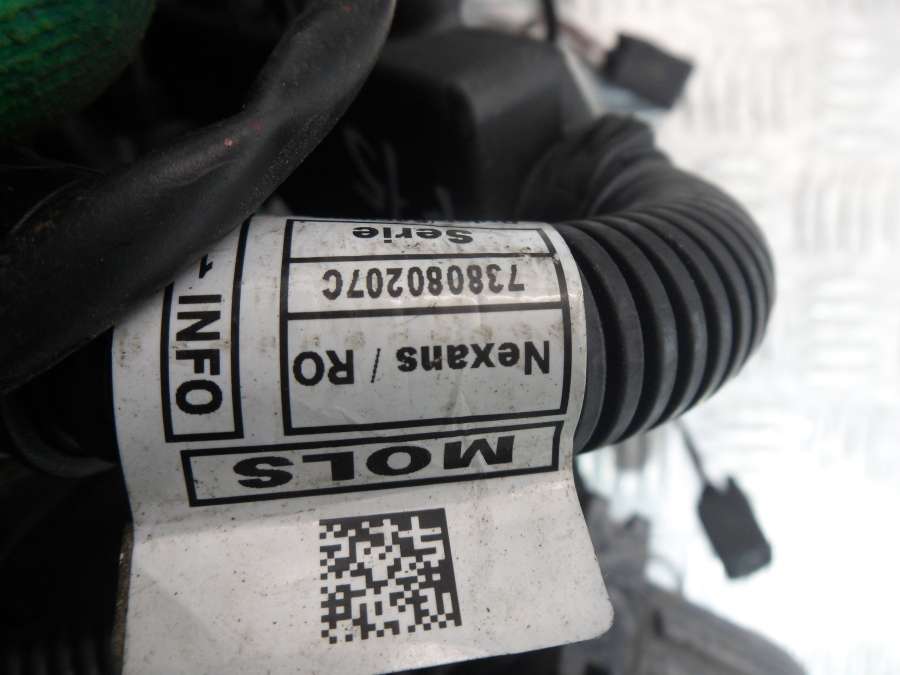 MOLS
Nexans / RO
738080207C
Serie
INFO